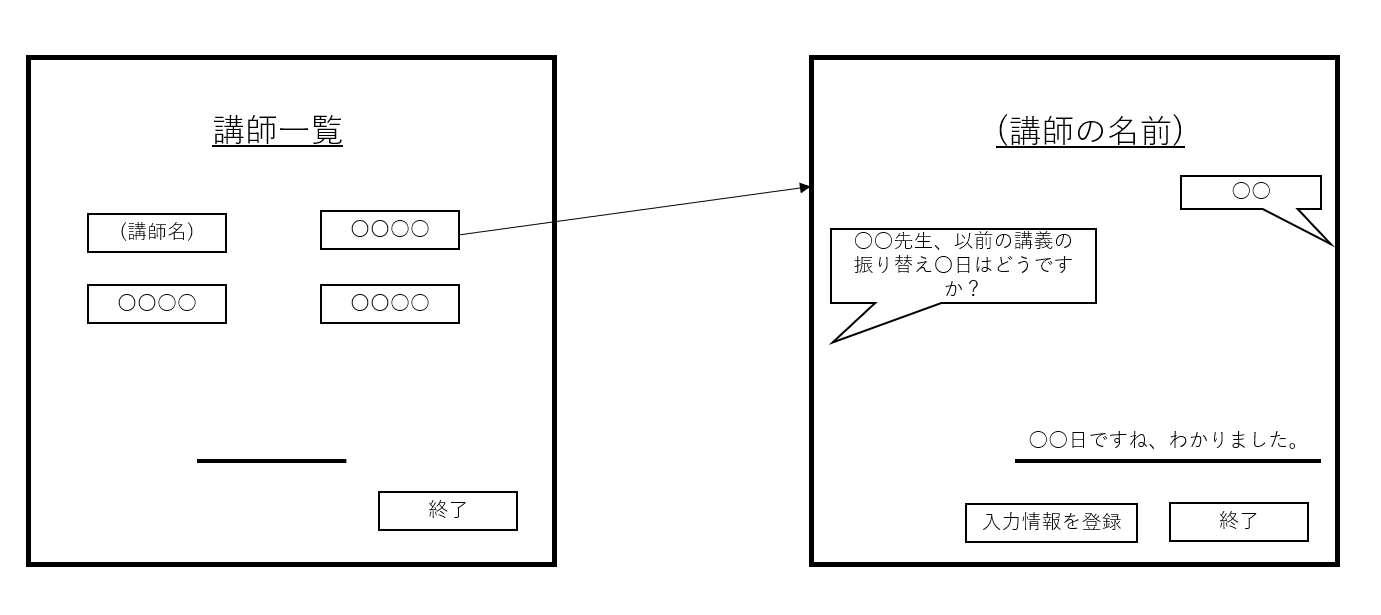 講師一覧
(講師名)
〇〇〇〇
〇〇〇〇
〇〇〇〇
終了
(講師の名前)
〇〇
〇〇先生、以前の講義の
振り替え〇日はどうです
か？
〇〇日ですね、わかりました。
入力情報を登録
終了